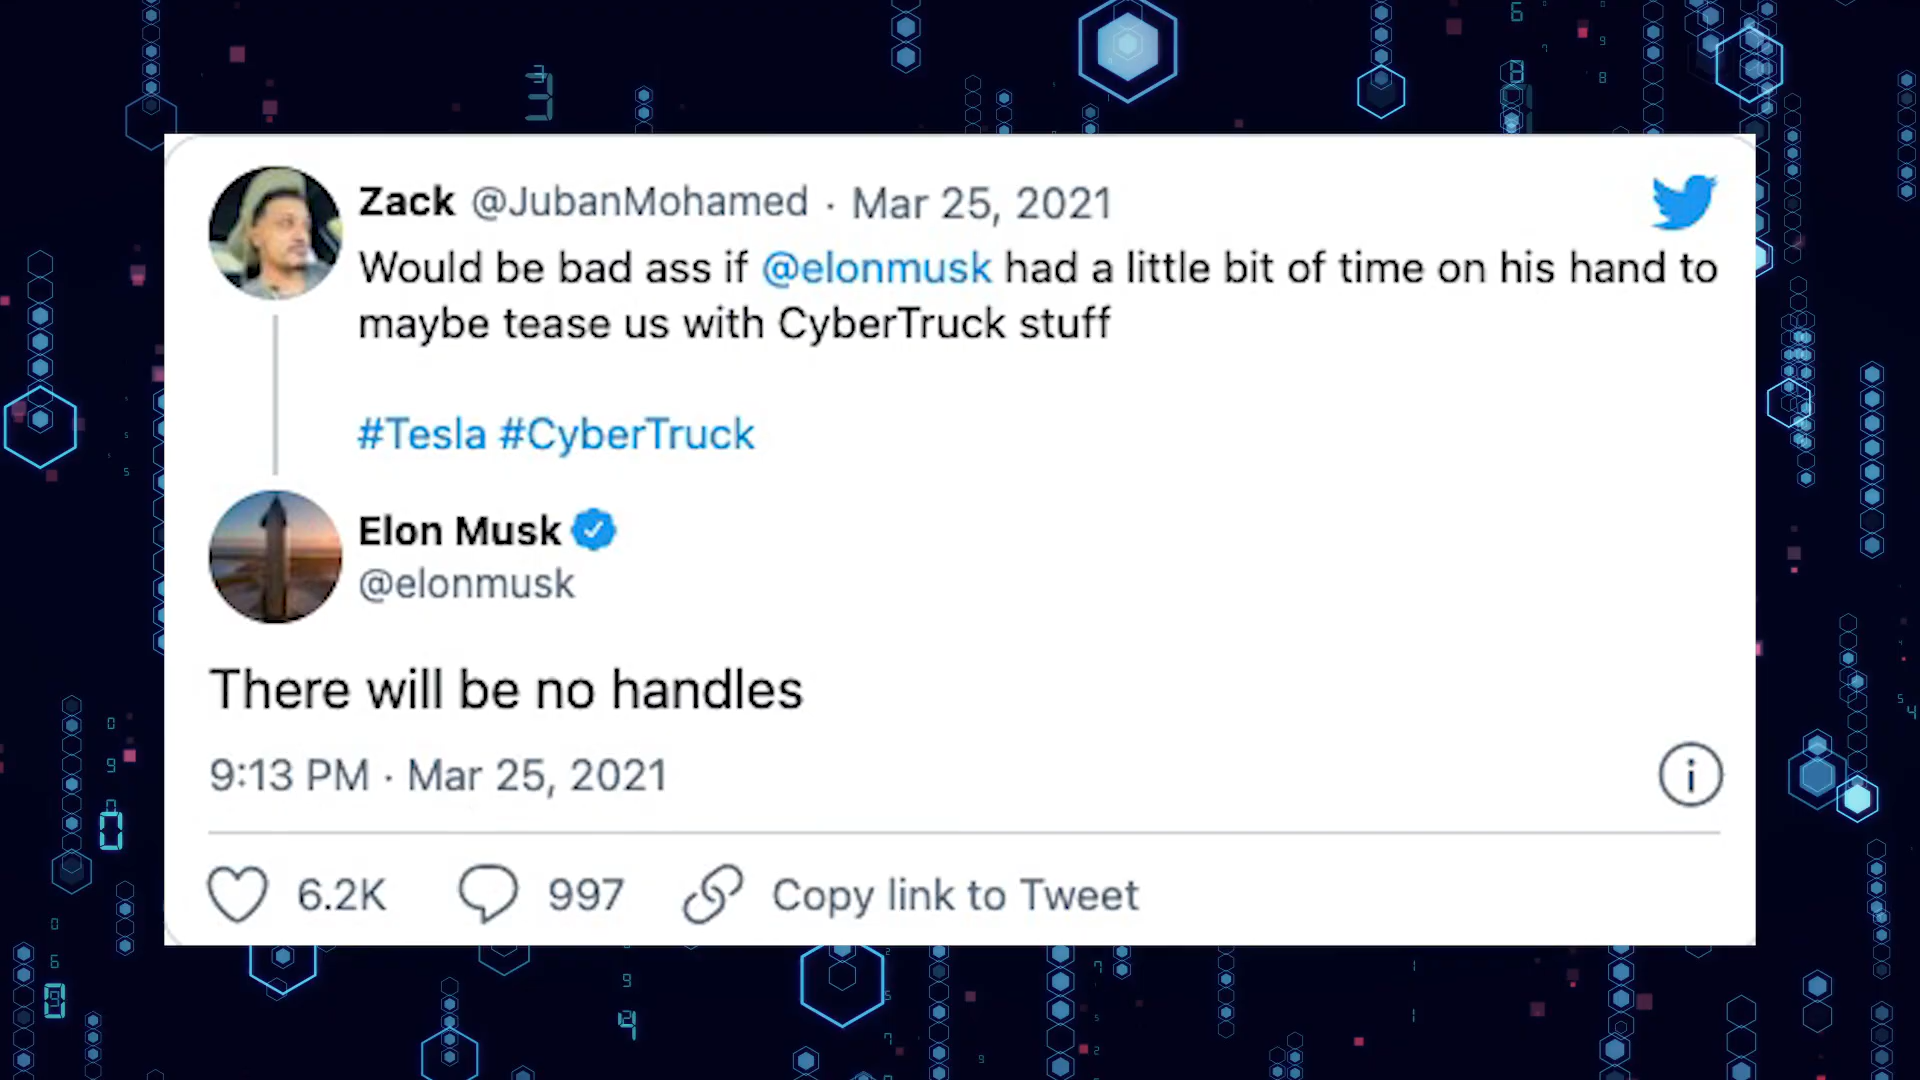 Zack @JubanMohamed · Mar 25, 2021
Would be bad ass if @elonmusk had a little bit of time on his hand to
maybe tease us with CyberTruck stuff
#Tesla #CyberTruck
Elon Musk
@elonmusk
There will be no handles
9:13 PM · Mar 25, 2021
6.2K 997 Copy link to Tweet